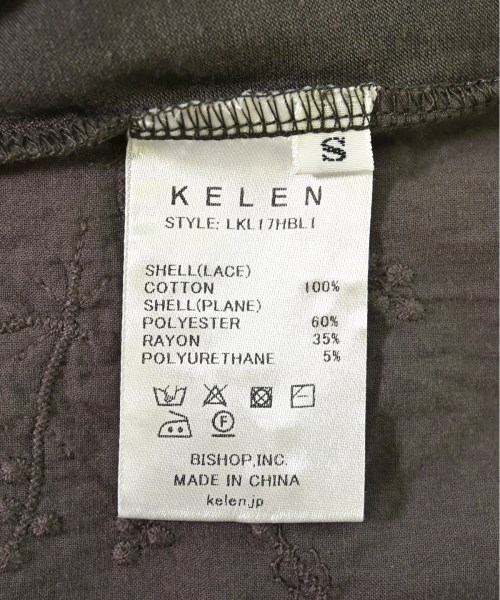 S
KELEN
STYLE: LKL17HBL1
SHELL(LACE)
COTTON 100%
SHELL(PLANE)
POLYESTER 60%
RAYON 35%
POLYURETHANE 5%
F
BISHOP,INC.
MADE IN CHINA
kelen.jp